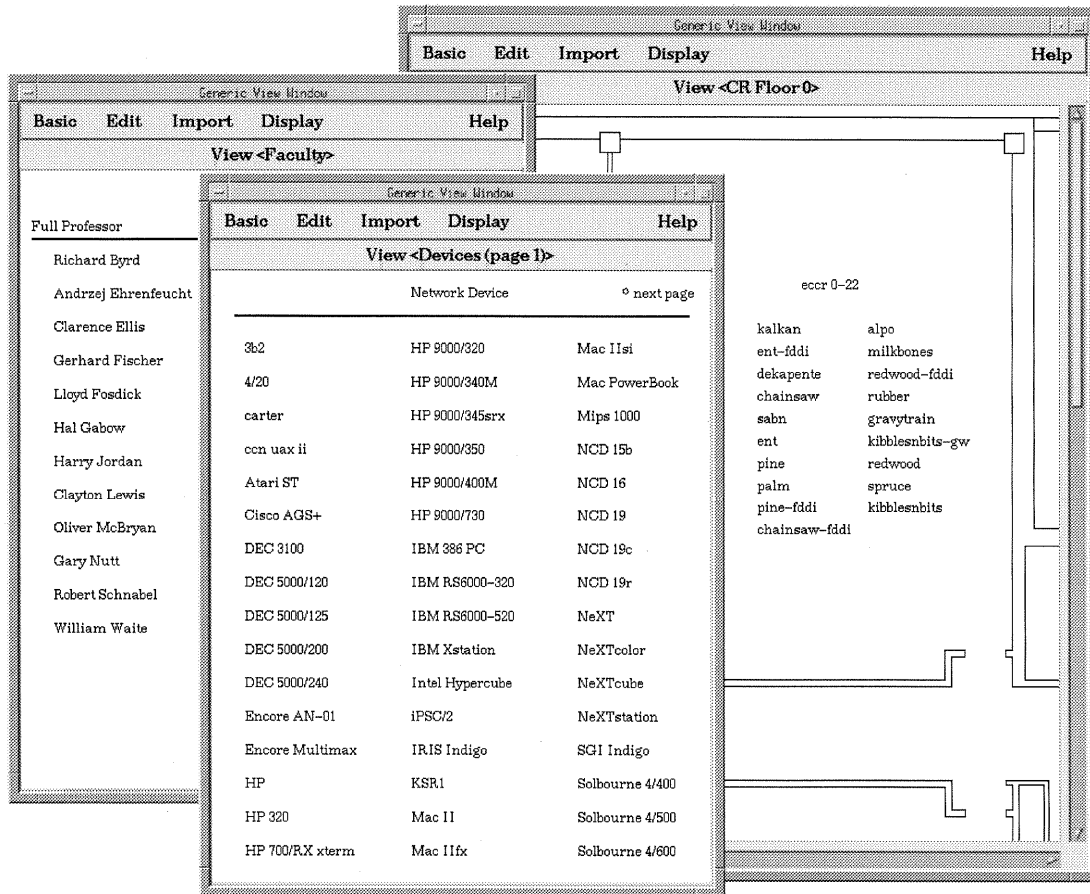 Generic View Window
Basic Edit Import Display Help
View <CR Floor 0>
eccr 0-22
kalkan alpo
ent-fddi milkbones
dekapente redwood-fddi
chainsaw rubber
sabn gravytrain
ent kibblesnbits-gw
pine redwood
palm spruce
pine-fddi kibblesnbits
chainsaw-fddi
Generic View Window
Basic Edit Import Display Help
View <Faculty>
Full Professor
Richard Byrd
Andrzej Ehrenfeucht
Clarence Ellis
Gerhard Fischer
Lloyd Fosdick
Hal Gabow
Harry Jordan
Clayton Lewis
Oliver McBryan
Gary Nutt
Robert Schnabel
William Waite
Generic View Window
Basic Edit Import Display Help
View <Devices (page 1)>
Network Device next page
3b2 HP 9000/320 Mac IIsi
4/20 HP 9000/340M Mac PowerBook
carter HP 9000/345srx Mips 1000
ccn uax ii HP 9000/350 NCD 15b
Atari ST HP 9000/400M NCD 16
Cisco AGS+ HP 9000/730 NCD 19
DEC 3100 IBM 386 PC NCD 19c
DEC 5000/120 IBM RS6000-320 NCD 19r
DEC 5000/125 IBM RS6000-520 NeXT
DEC 5000/200 IBM Xstation NeXTcolor
DEC 5000/240 Intel Hypercube NeXTcube
Encore AN-01 iPSC/2 NeXTstation
Encore Multimax IRIS Indigo SGI Indigo
HP KSR1 Solbourne 4/400
HP 320 Mac II Solbourne 4/500
HP 700/RX xterm Mac IIfx Solbourne 4/600